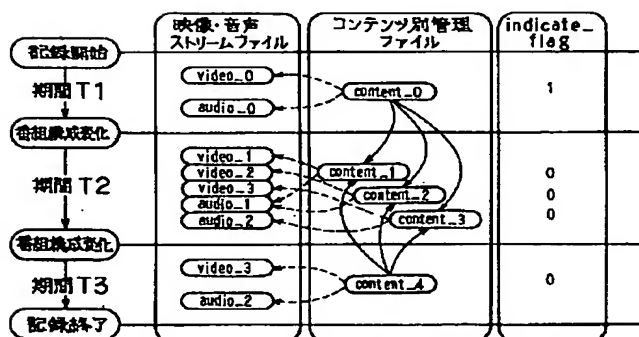 映像・音声
ストリームファイル
コンテンツ別管理
ファイル
indicate_
flag
記録開始
期間T1
番組構成変化
期間T2
番組構成変化
期間T3
記録終了
video_0
audio_0
content_0
1
video_1
video_2
video_3
audio_1
audio_2
content_1
content_2
content_3
0
0
0
video_3
audio_2
content_4
0